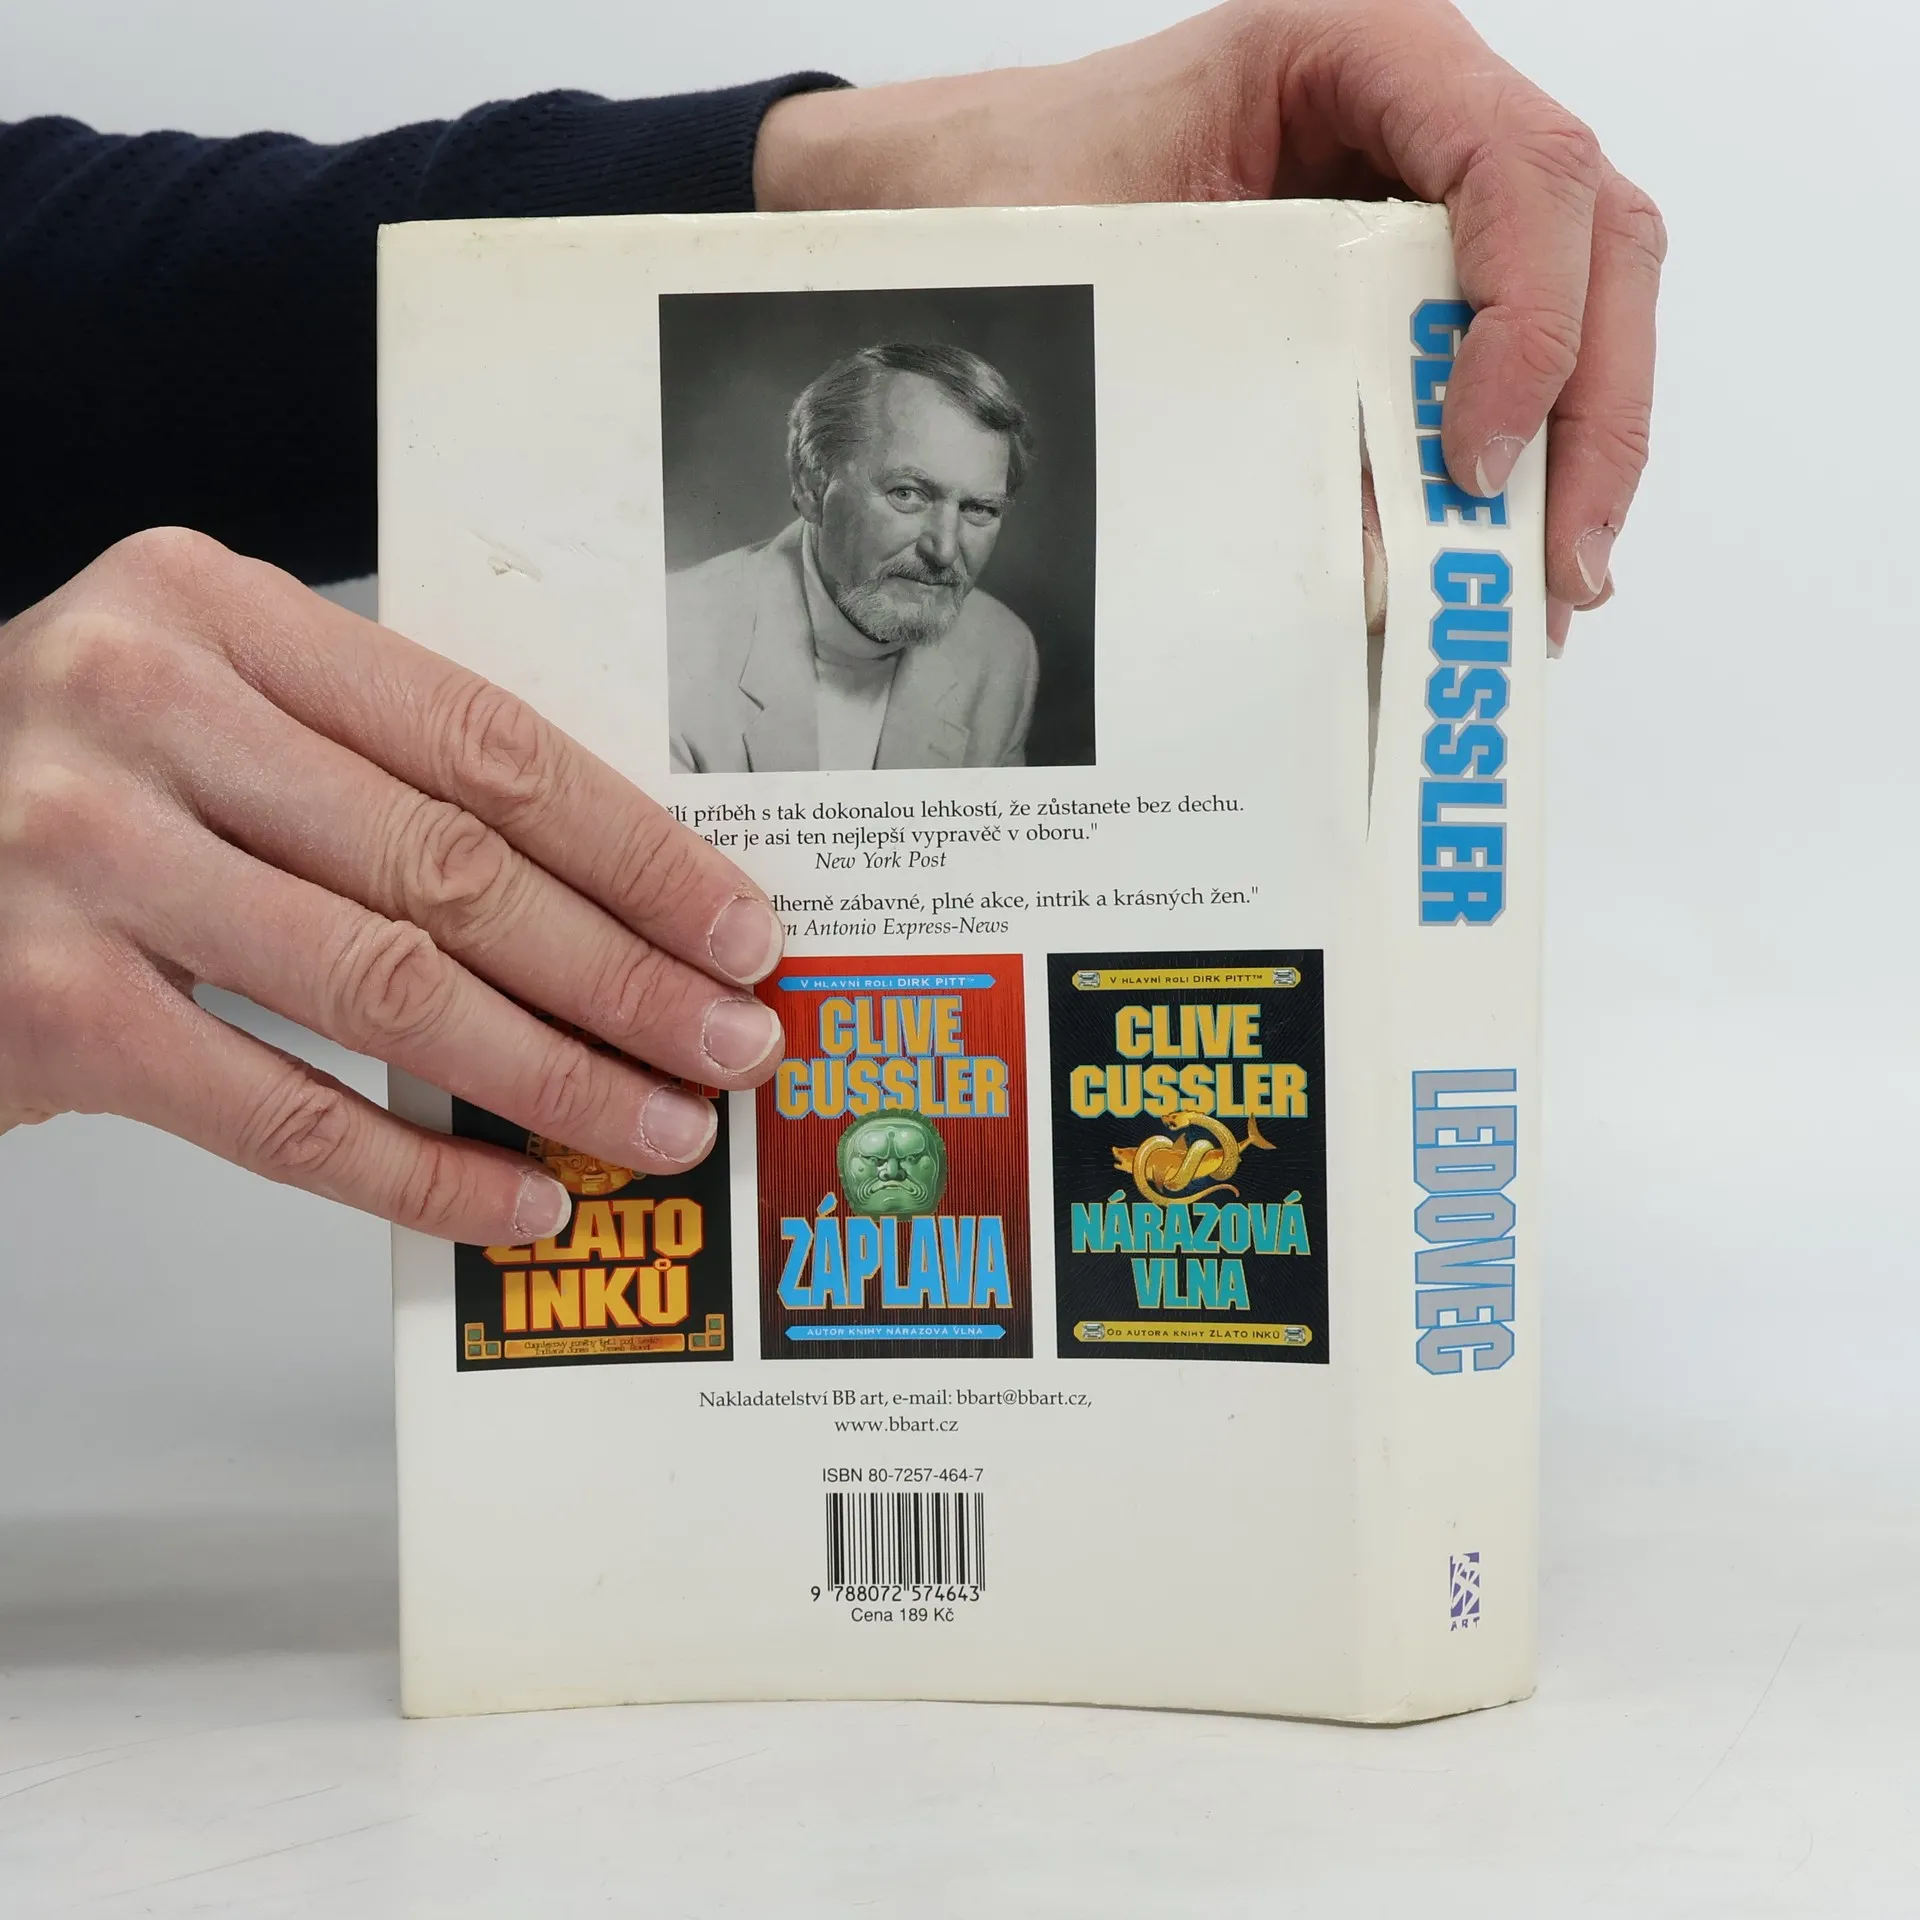 příběh s tak dokonalou lehkostí, že zůstanete bez dechu.
je asi ten nejlepší vypravěč v oboru."
New York Post
zábavné, plné akce, intrik a krásných žen."
Antonio Express-News
ZLATO
INKŮ
V HLAVNÍ ROLI DIRK PITT™
CLIVE
CUSSLER
ZÁPLAVA
AUTOR KNIHY NÁRAZOVÁ VLNA
V HLAVNÍ ROLI DIRK PITT™
CLIVE
CUSSLER
NÁRAZOVÁ
VLNA
OD AUTORA KNIHY ZLATO INKŮ
Nakladatelství BB art, e-mail: bbart@bbart.cz,
www.bbart.cz
ISBN 80-7257-464-7
9 788072 574643
Cena 189 Kč
CLIVE CUSSLER
LEDOVEC
BB
ART